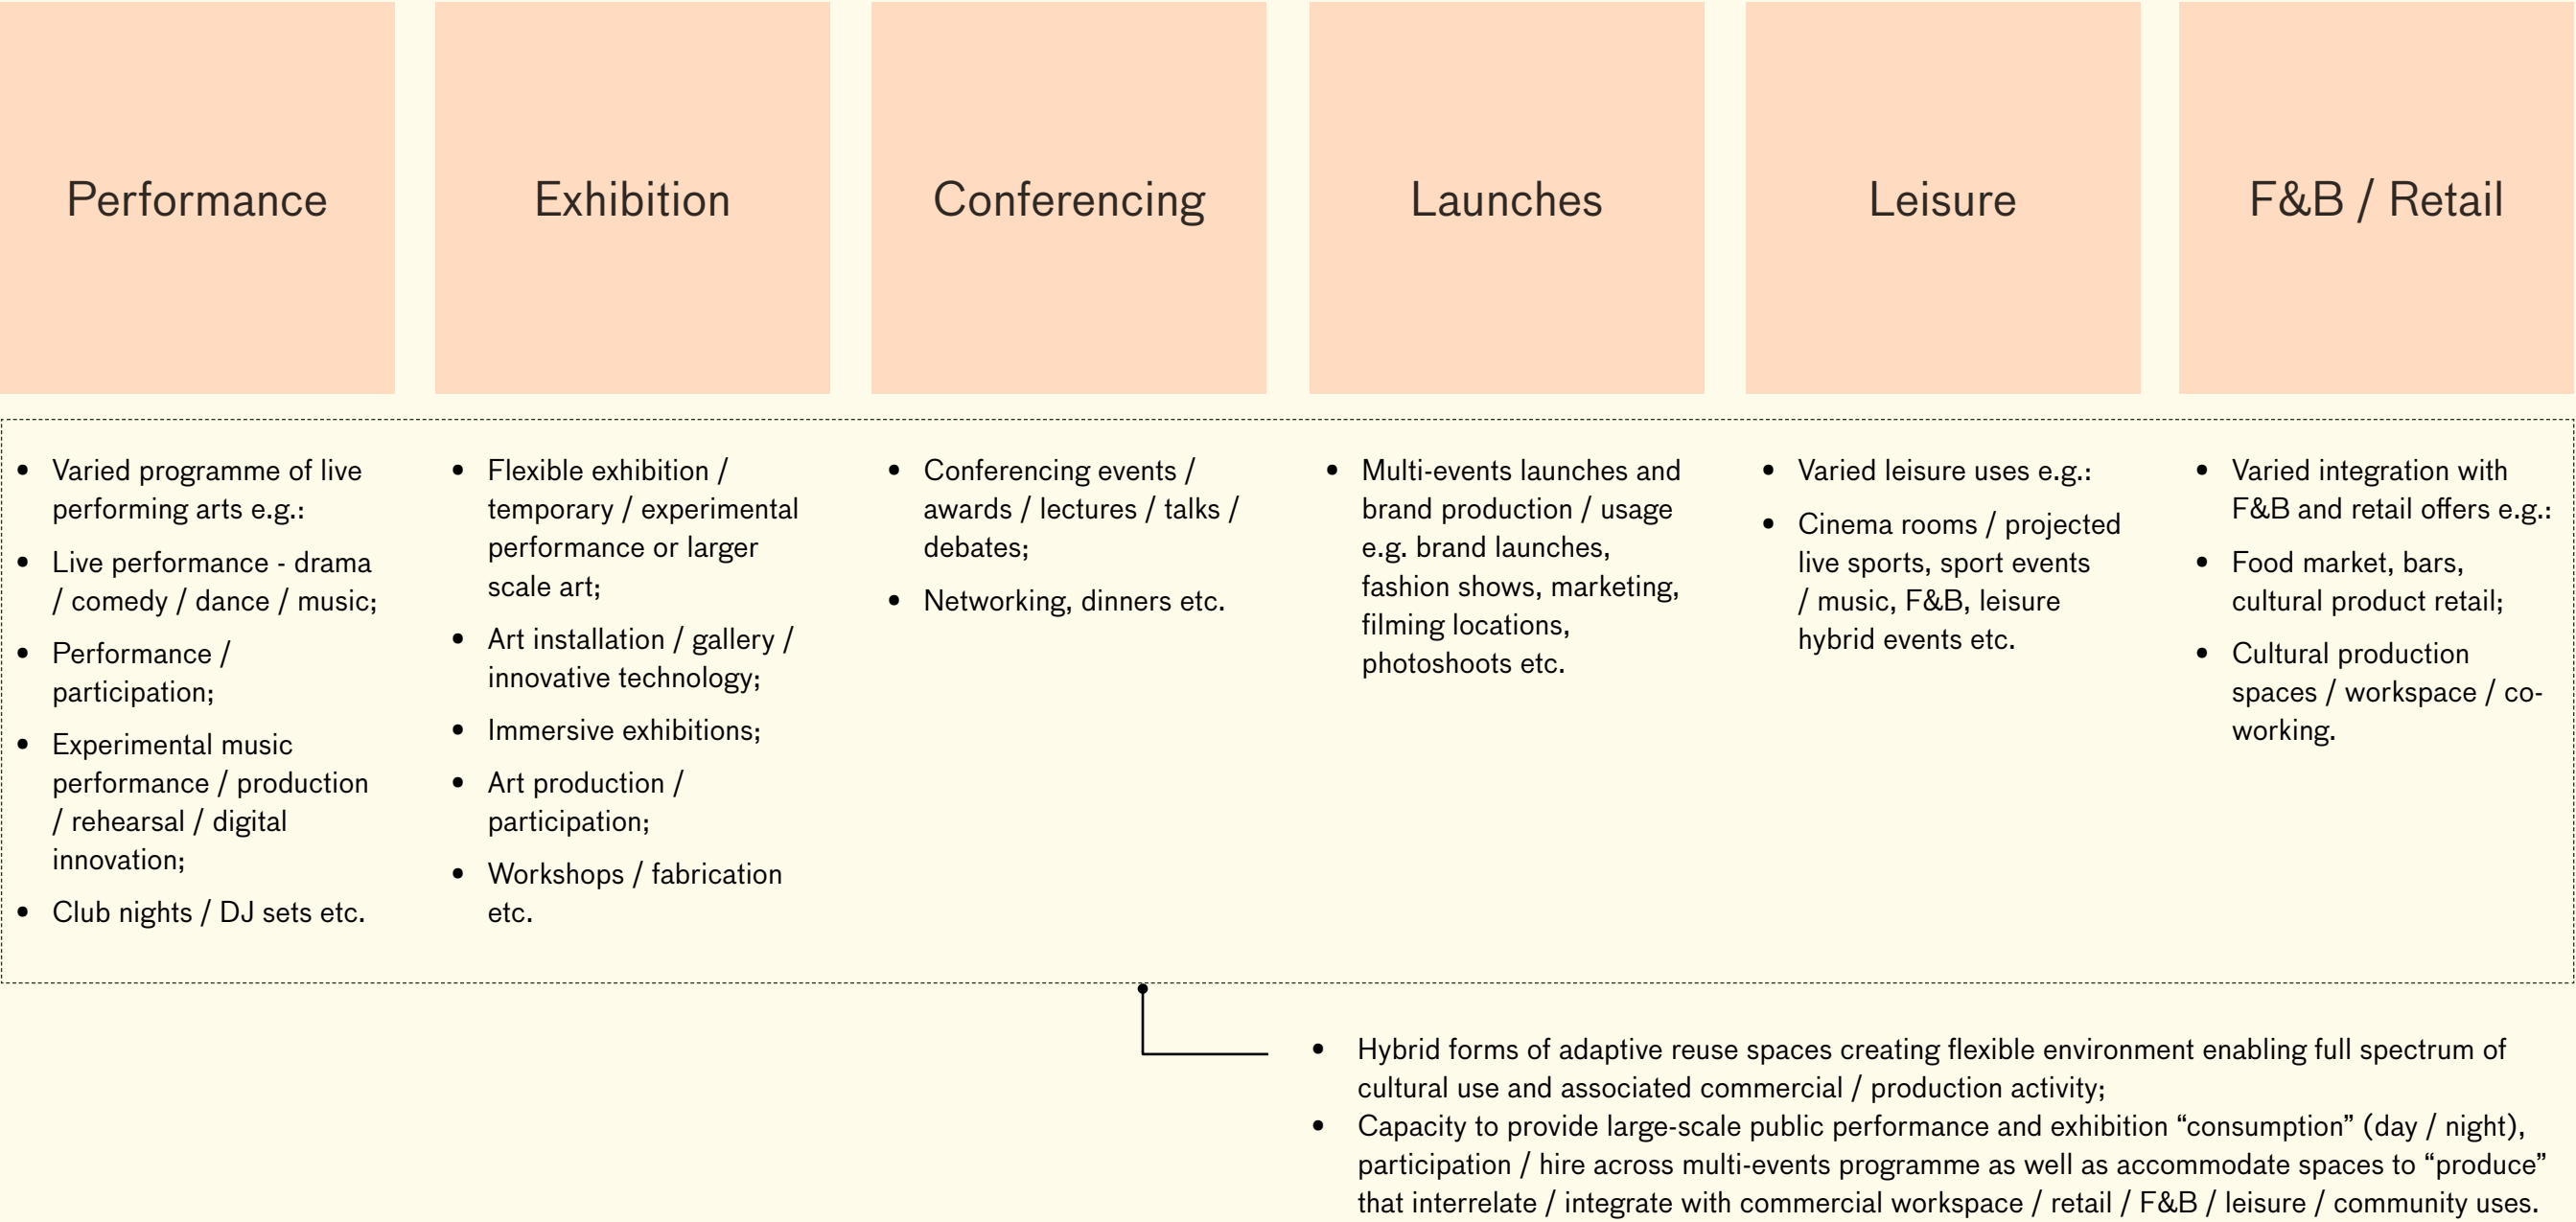 Performance
Exhibition
Conferencing
Launches
Leisure
F&B / Retail
• Varied programme of live
performing arts e.g.:
• Live performance - drama
/ comedy / dance / music;
• Performance /
participation;
• Experimental music
performance / production
/ rehearsal / digital
innovation;
• Club nights / DJ sets etc.
• Flexible exhibition /
temporary / experimental
performance or larger
scale art;
• Art installation / gallery /
innovative technology;
• Immersive exhibitions;
• Art production /
participation;
• Workshops / fabrication
etc.
• Conferencing events /
awards / lectures / talks /
debates;
• Networking, dinners etc.
• Multi-events launches and
brand production / usage
e.g. brand launches,
fashion shows, marketing,
filming locations,
photoshoots etc.
• Varied leisure uses e.g.:
• Cinema rooms / projected
live sports, sport events
/ music, F&B, leisure
hybrid events etc.
• Varied integration with
F&B and retail offers e.g.:
• Food market, bars,
cultural product retail;
• Cultural production
spaces / workspace / co-
working.
• Hybrid forms of adaptive reuse spaces creating flexible environment enabling full spectrum of
cultural use and associated commercial / production activity;
• Capacity to provide large-scale public performance and exhibition “consumption” (day / night),
participation / hire across multi-events programme as well as accommodate spaces to “produce”
that interrelate / integrate with commercial workspace / retail / F&B / leisure / community uses.